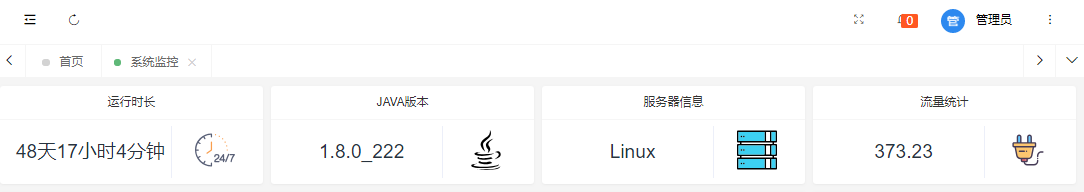 0 管理员
首页 系统监控
运行时长 JAVA版本 服务器信息 流量统计
48天17小时4分钟 24/7 1.8.0_222 Linux 373.23